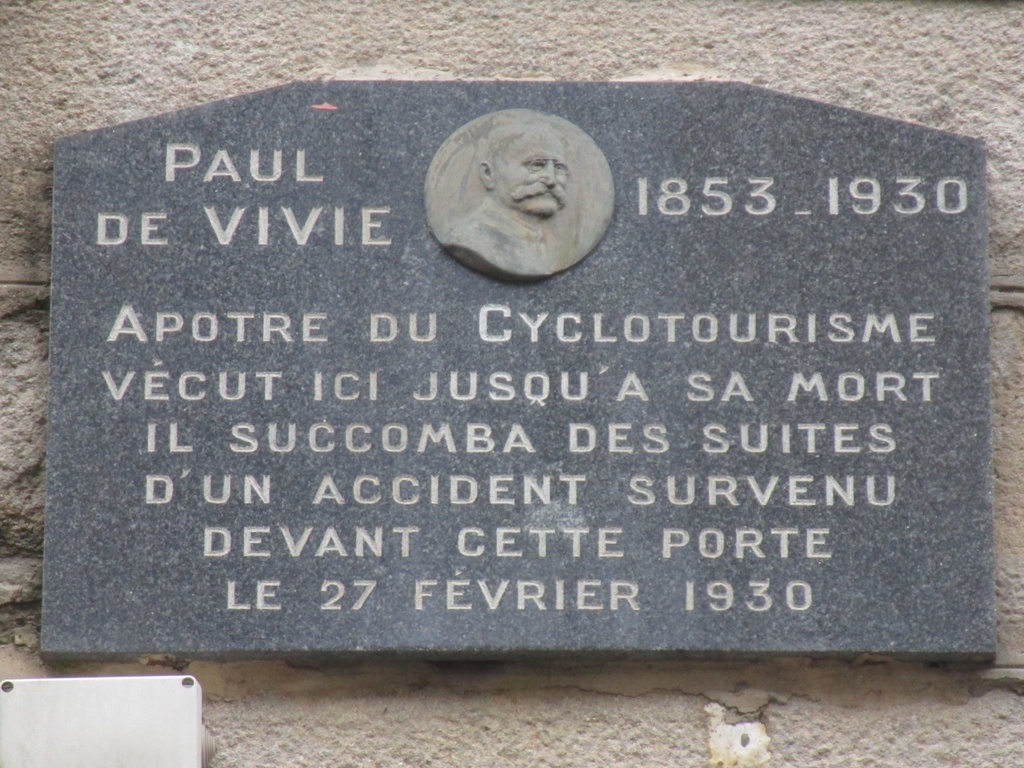 PAUL
DE VIVIE
1853_1930
APOTRE DU CYCLOTOURISME
VÉCUT ICI JUSQU'A SA MORT
IL SUCCOMBA DES SUITES
D'UN ACCIDENT SURVENU
DEVANT CETTE PORTE
LE 27 FÉVRIER 1930